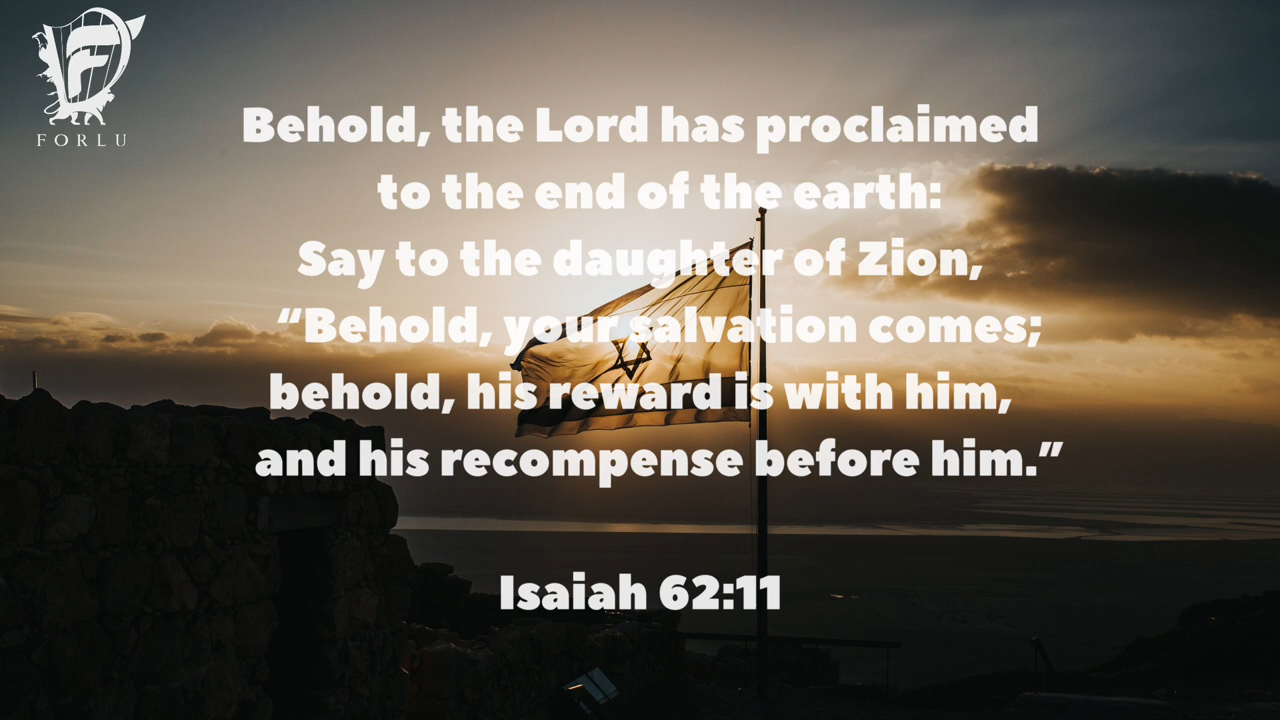 FORLU
Behold, the Lord has proclaimed
to the end of the earth:
Say to the daughter of Zion,
“Behold, your salvation comes;
behold, his reward is with him,
and his recompense before him.”
Isaiah 62:11